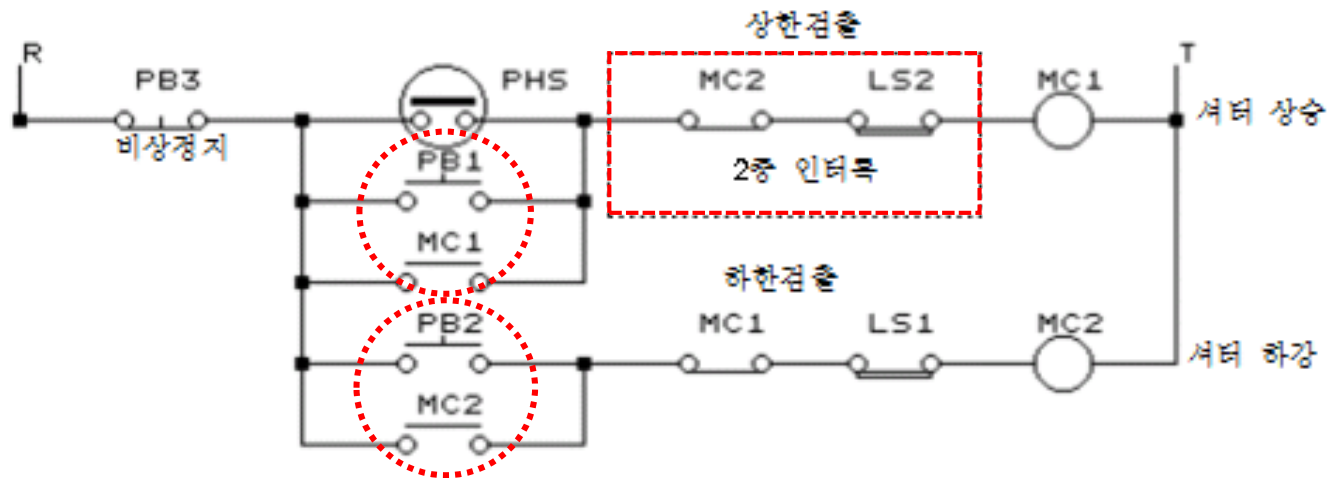 상한검출
R
T
PB3
PHS
MC2
LS2
MC1
비상정지
셔터 상승
PB1
2중 인터록
MC1
하한검출
PB2
MC1
LS1
MC2
셔터 하강
MC2